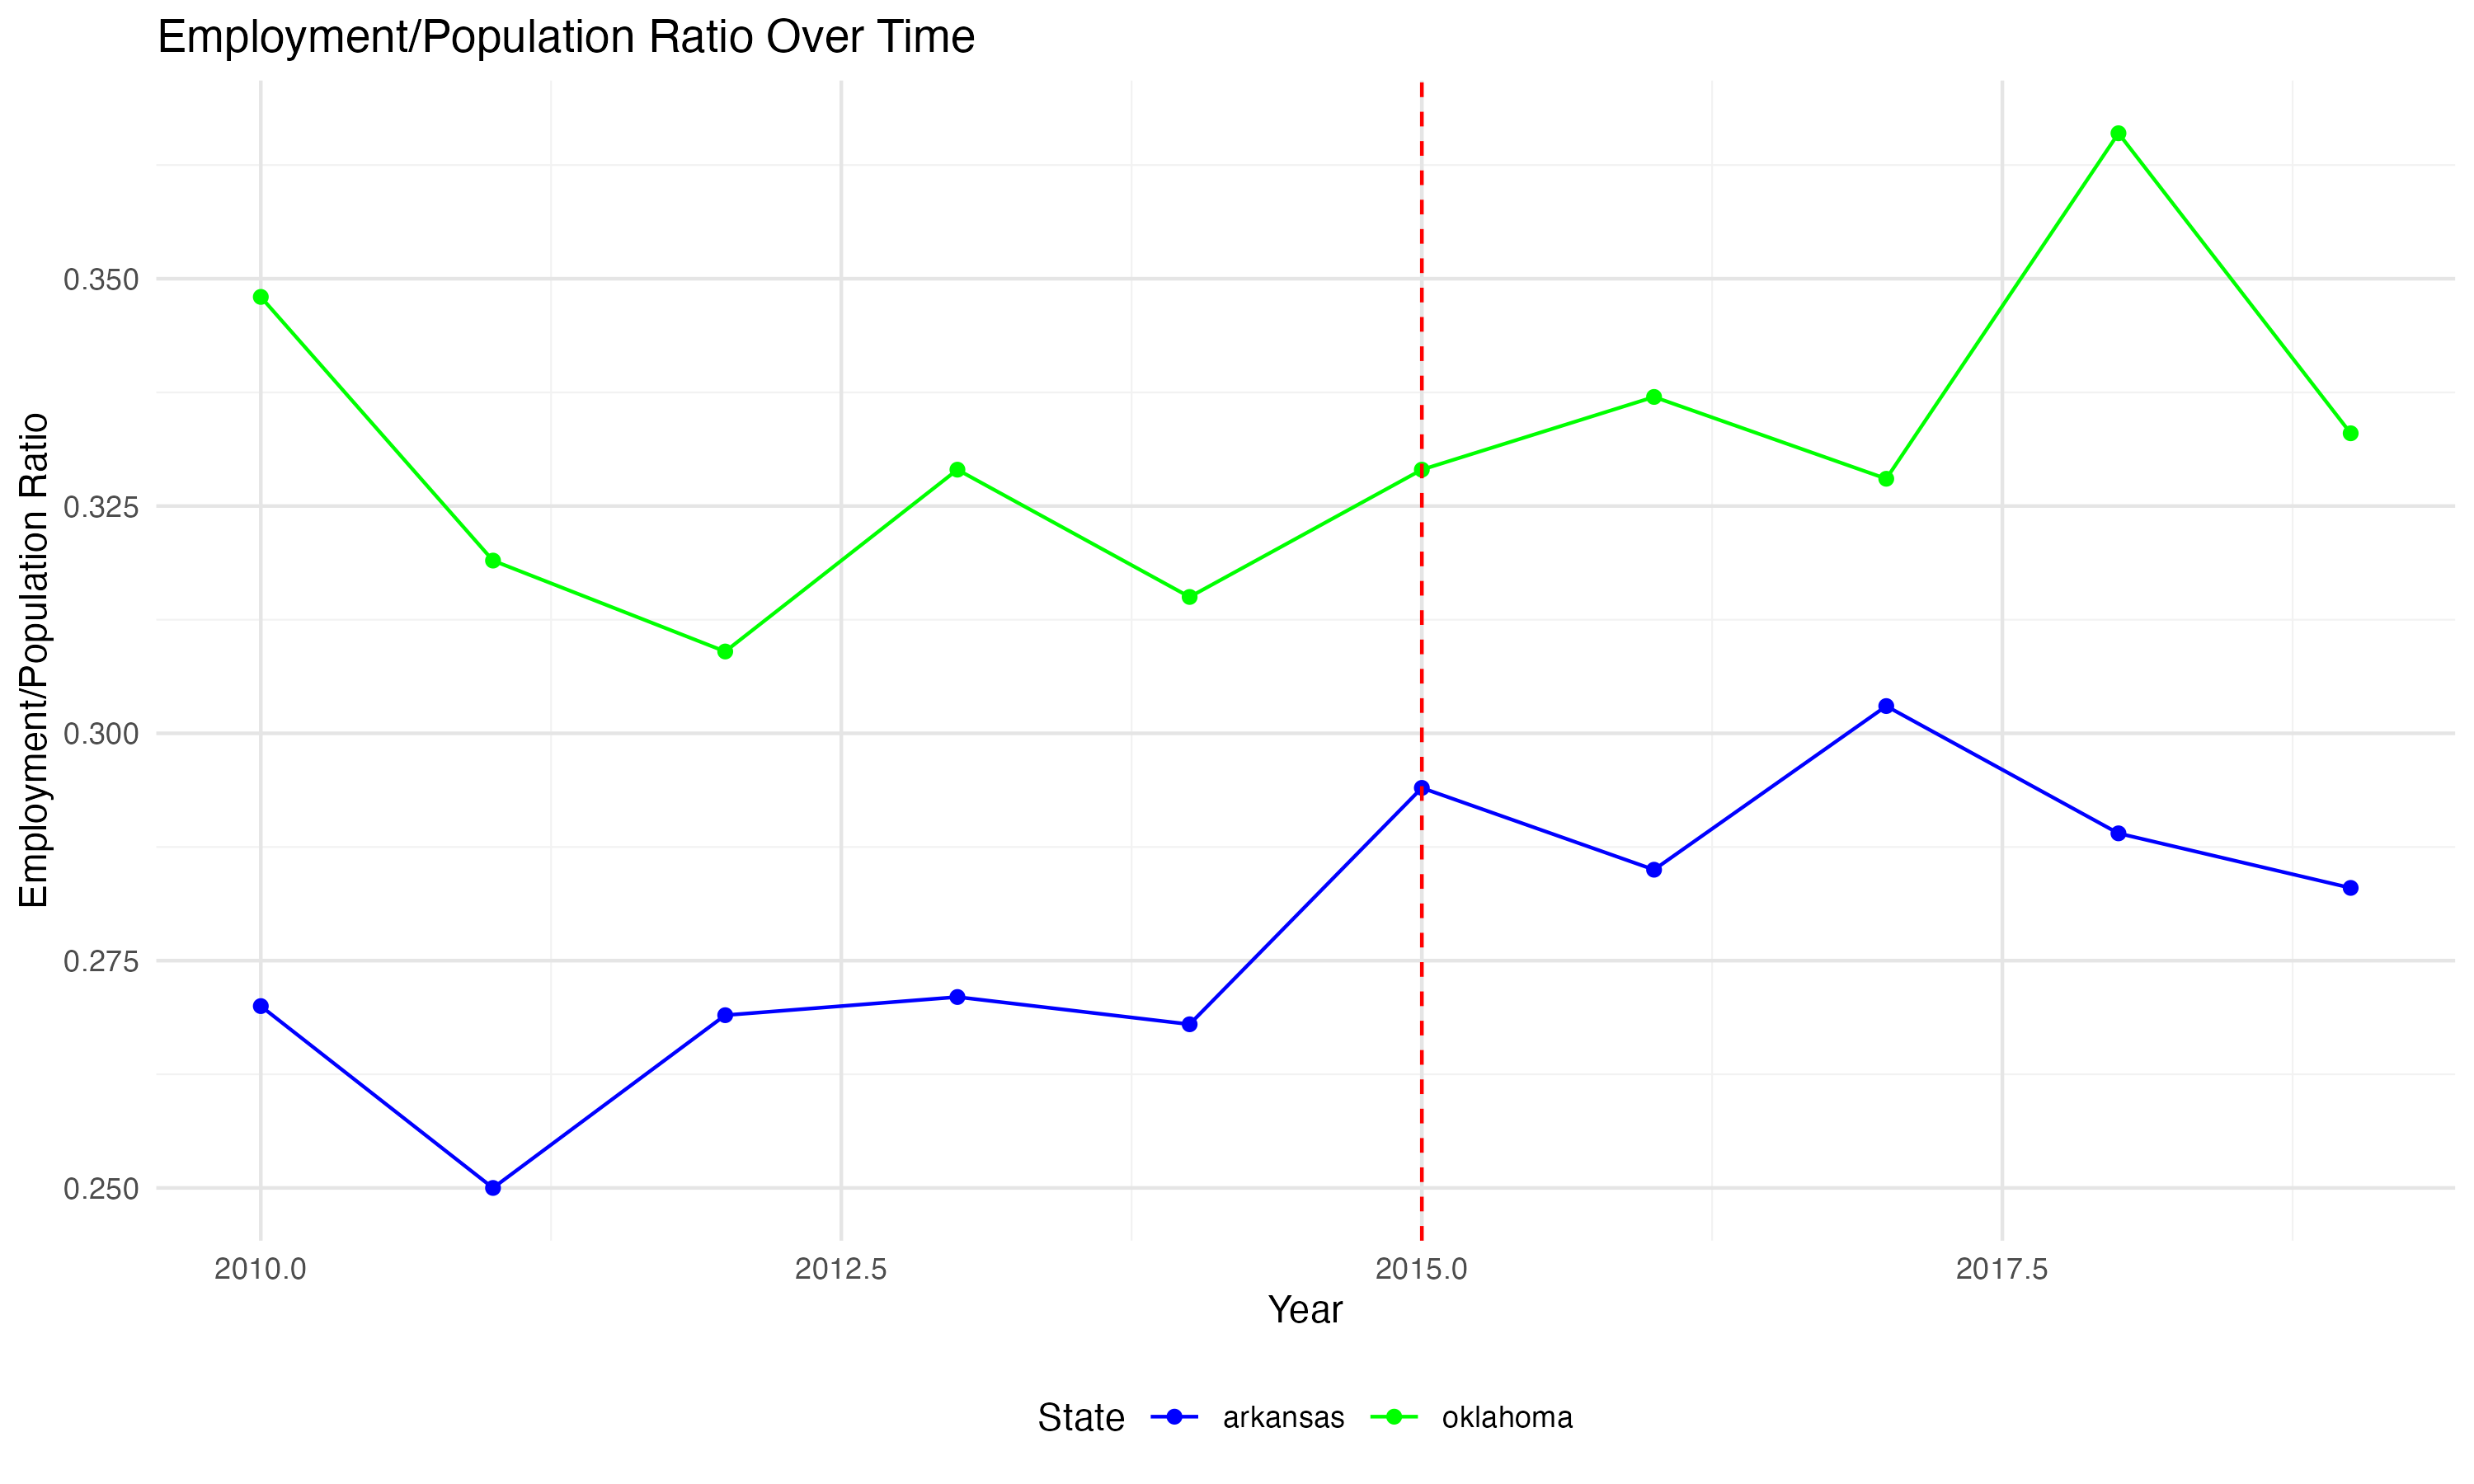 Employment/Population Ratio Over Time
Employment/Population Ratio
0.350
0.325
0.300
0.275
0.250
2010.0 2012.5 2015.0 2017.5
Year
State arkansas oklahoma